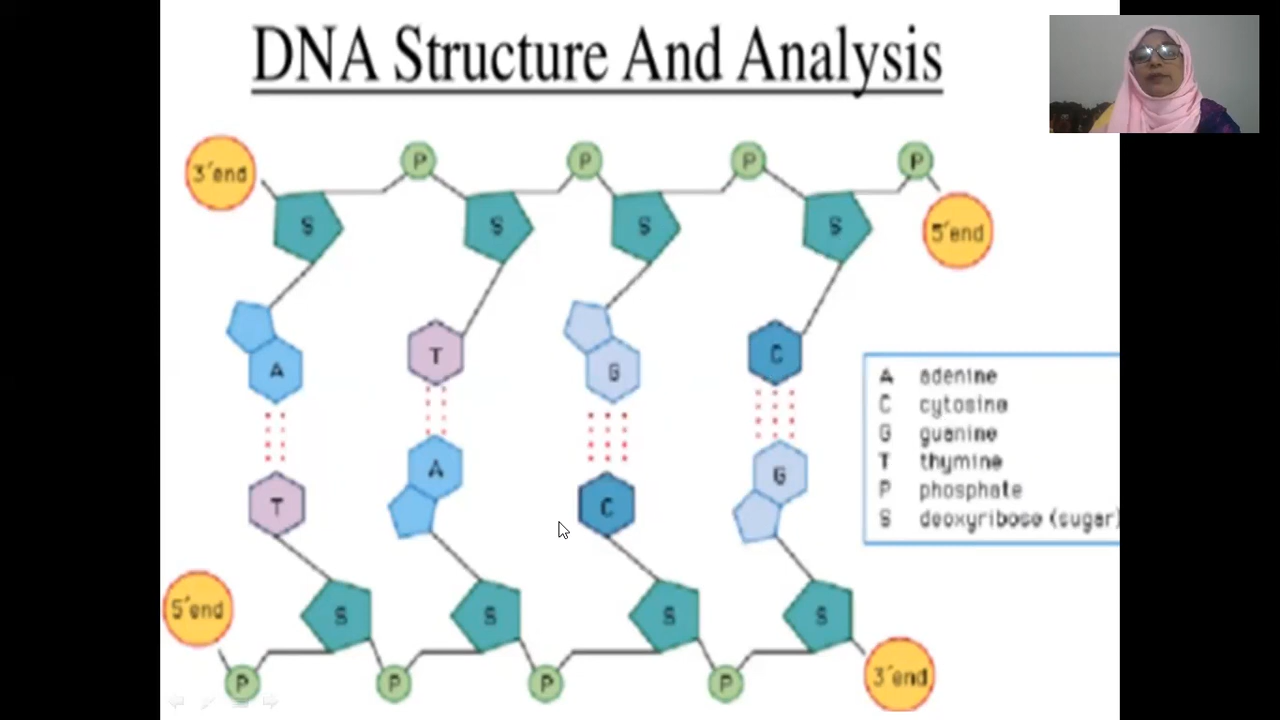 DNA Structure And Analysis
3' end
P
P
P
P
S
S
S
S
5' end
A
T
G
C
T
A
C
G
A adenine
C cytosine
G guanine
T thymine
P phosphate
S deoxyribose (sugar)
5' end
S
S
S
S
P
P
P
P
3' end